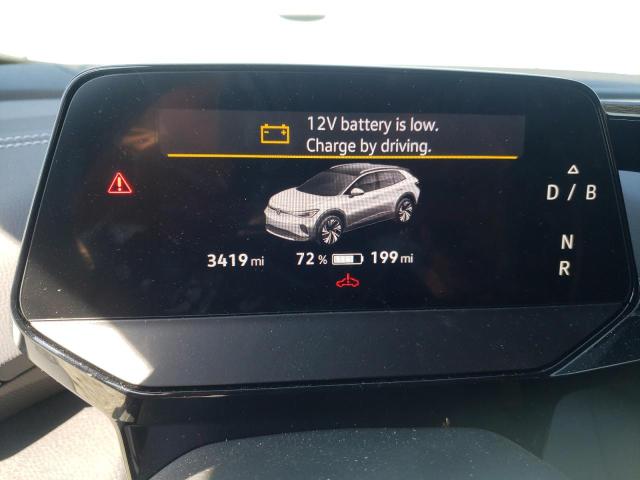 12V battery is low.
Charge by driving.
D / B
N
R
3419 mi 72 % 199 mi